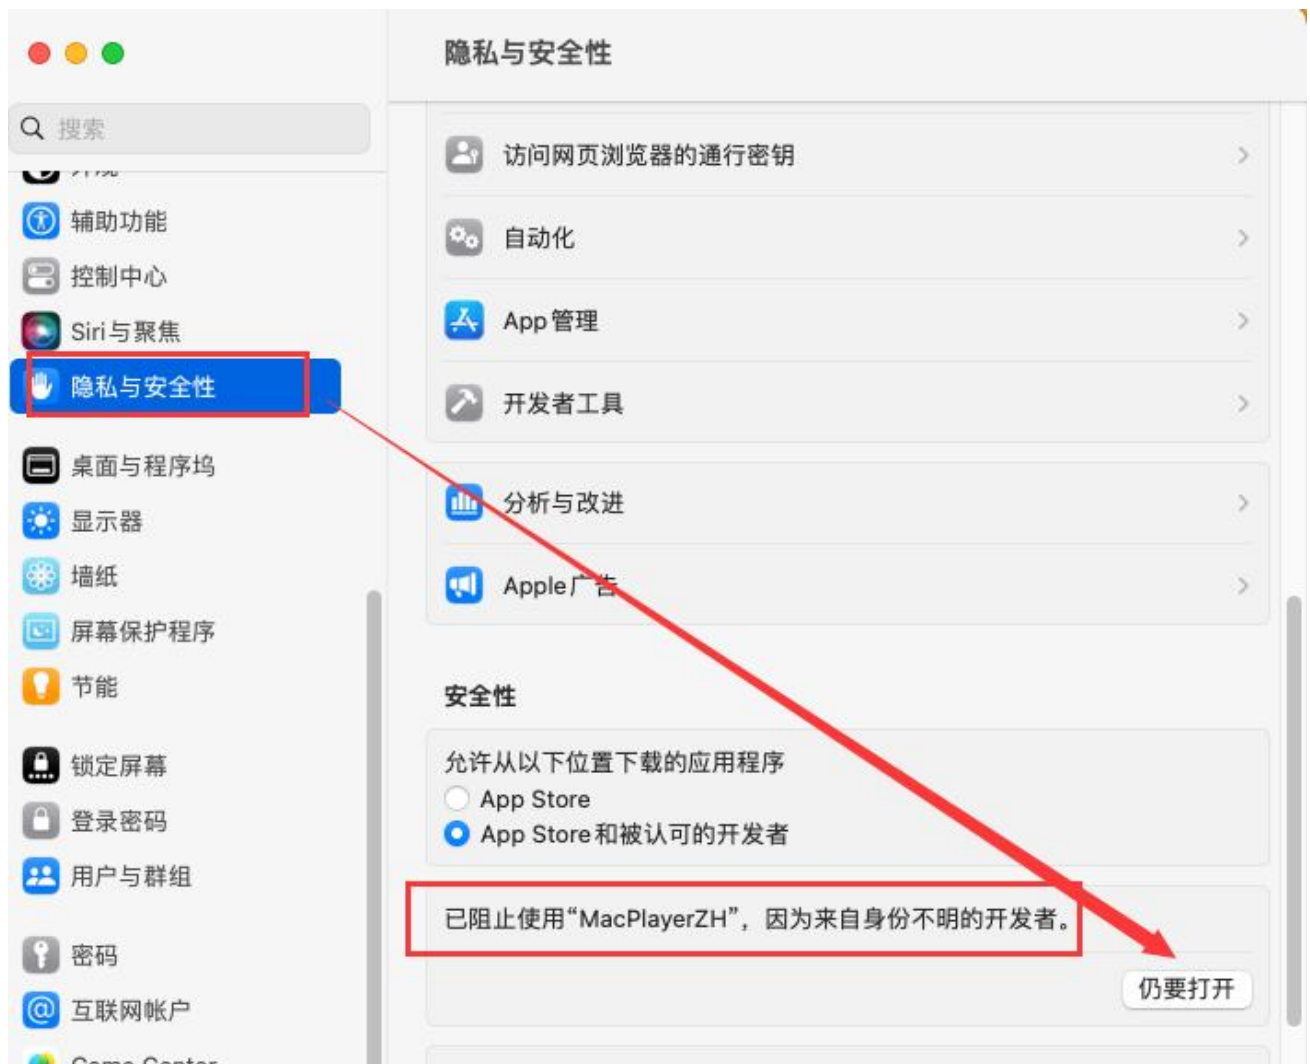 隐私与安全性
搜索
辅助功能
控制中心
Siri与聚焦
隐私与安全性
桌面与程序坞
显示器
墙纸
屏幕保护程序
节能
锁定屏幕
登录密码
用户与群组
密码
互联网帐户
访问网页浏览器的通行密钥
自动化
App管理
开发者工具
分析与改进
Apple广告
安全性
允许从以下位置下载的应用程序
App Store
App Store和被认可的开发者
已阻止使用“MacPlayerZH”，因为来自身份不明的开发者。
仍要打开